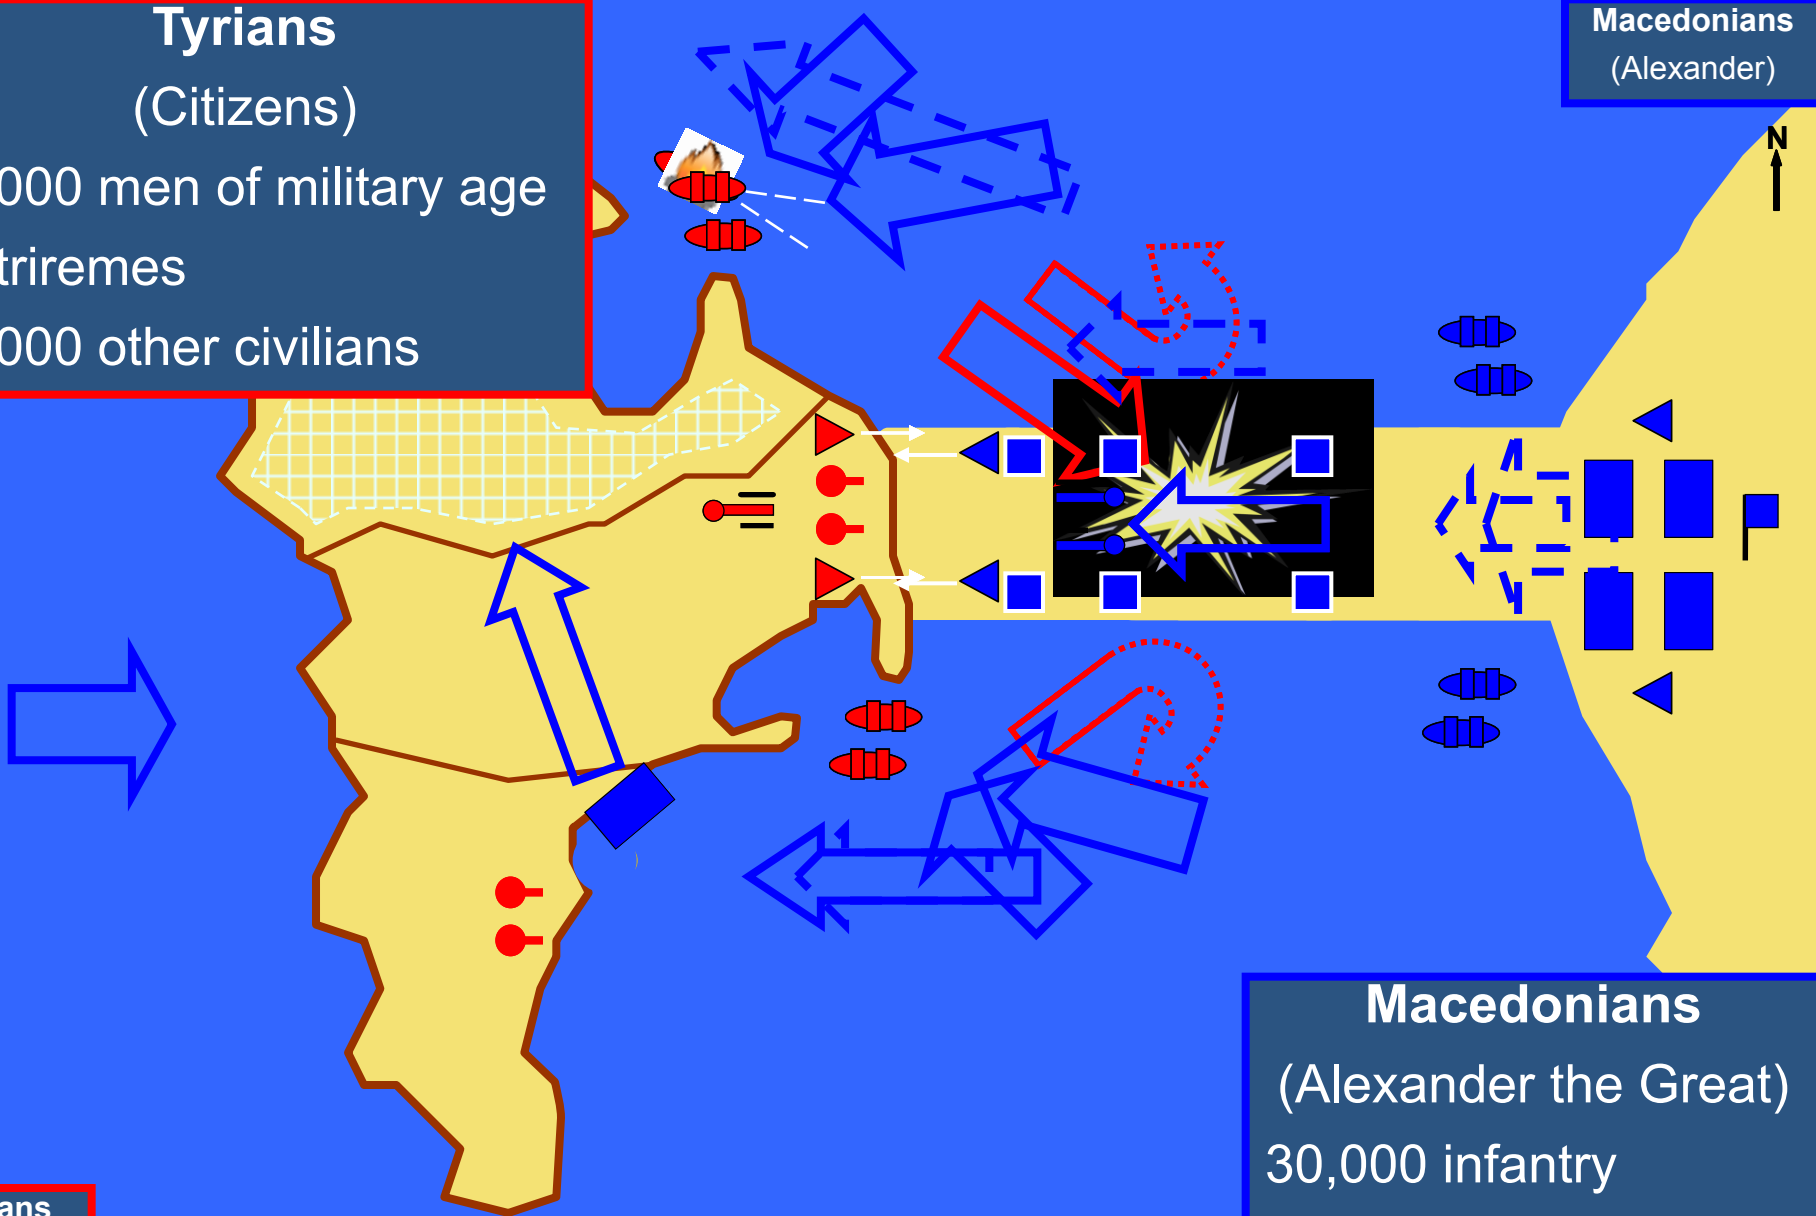 Tyrians
(Citizens)
000 men of military age
triremes
000 other civilians
Macedonians
(Alexander)
N
Macedonians
(Alexander the Great)
30,000 infantry
ans